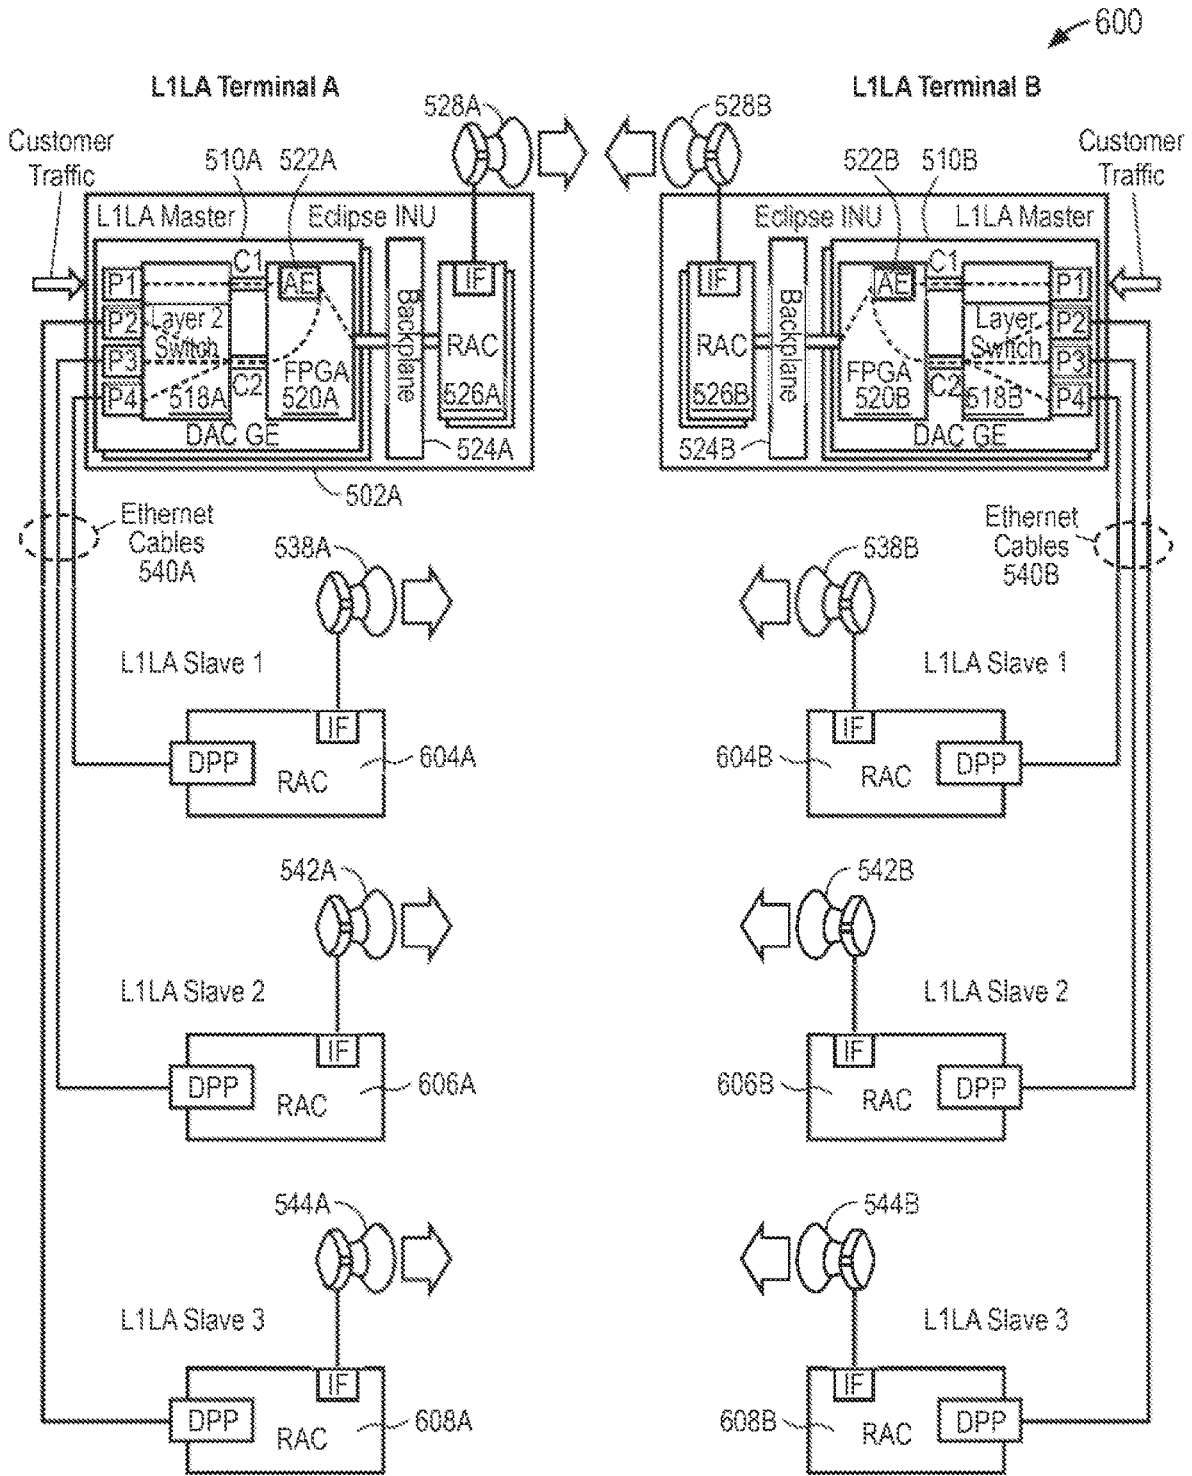 600
L1LA Terminal A
L1LA Terminal B
528A
528B
Customer
Traffic
510A
522A
522B
510B
Customer
Traffic
L1LA Master
Eclipse INU
Eclipse INU
L1LA Master
P1
P2
P3
P4
C1
C2
AE
Layer 2
Switch
518A
FPGA
520A
DAC GE
Backplane
IF
RAC
526A
524A
502A
IF
RAC
526B
Backplane
524B
AE
FPGA
520B
C1
C2
Layer
Switch
518B
DAC GE
P1
P2
P3
P4
Ethernet
Cables
540A
Ethernet
Cables
540B
538A
538B
L1LA Slave 1
L1LA Slave 1
IF
DPP
RAC
604A
IF
604B
RAC
DPP
542A
542B
L1LA Slave 2
L1LA Slave 2
IF
DPP
RAC
606A
IF
606B
RAC
DPP
544A
544B
L1LA Slave 3
L1LA Slave 3
IF
DPP
RAC
608A
IF
608B
RAC
DPP